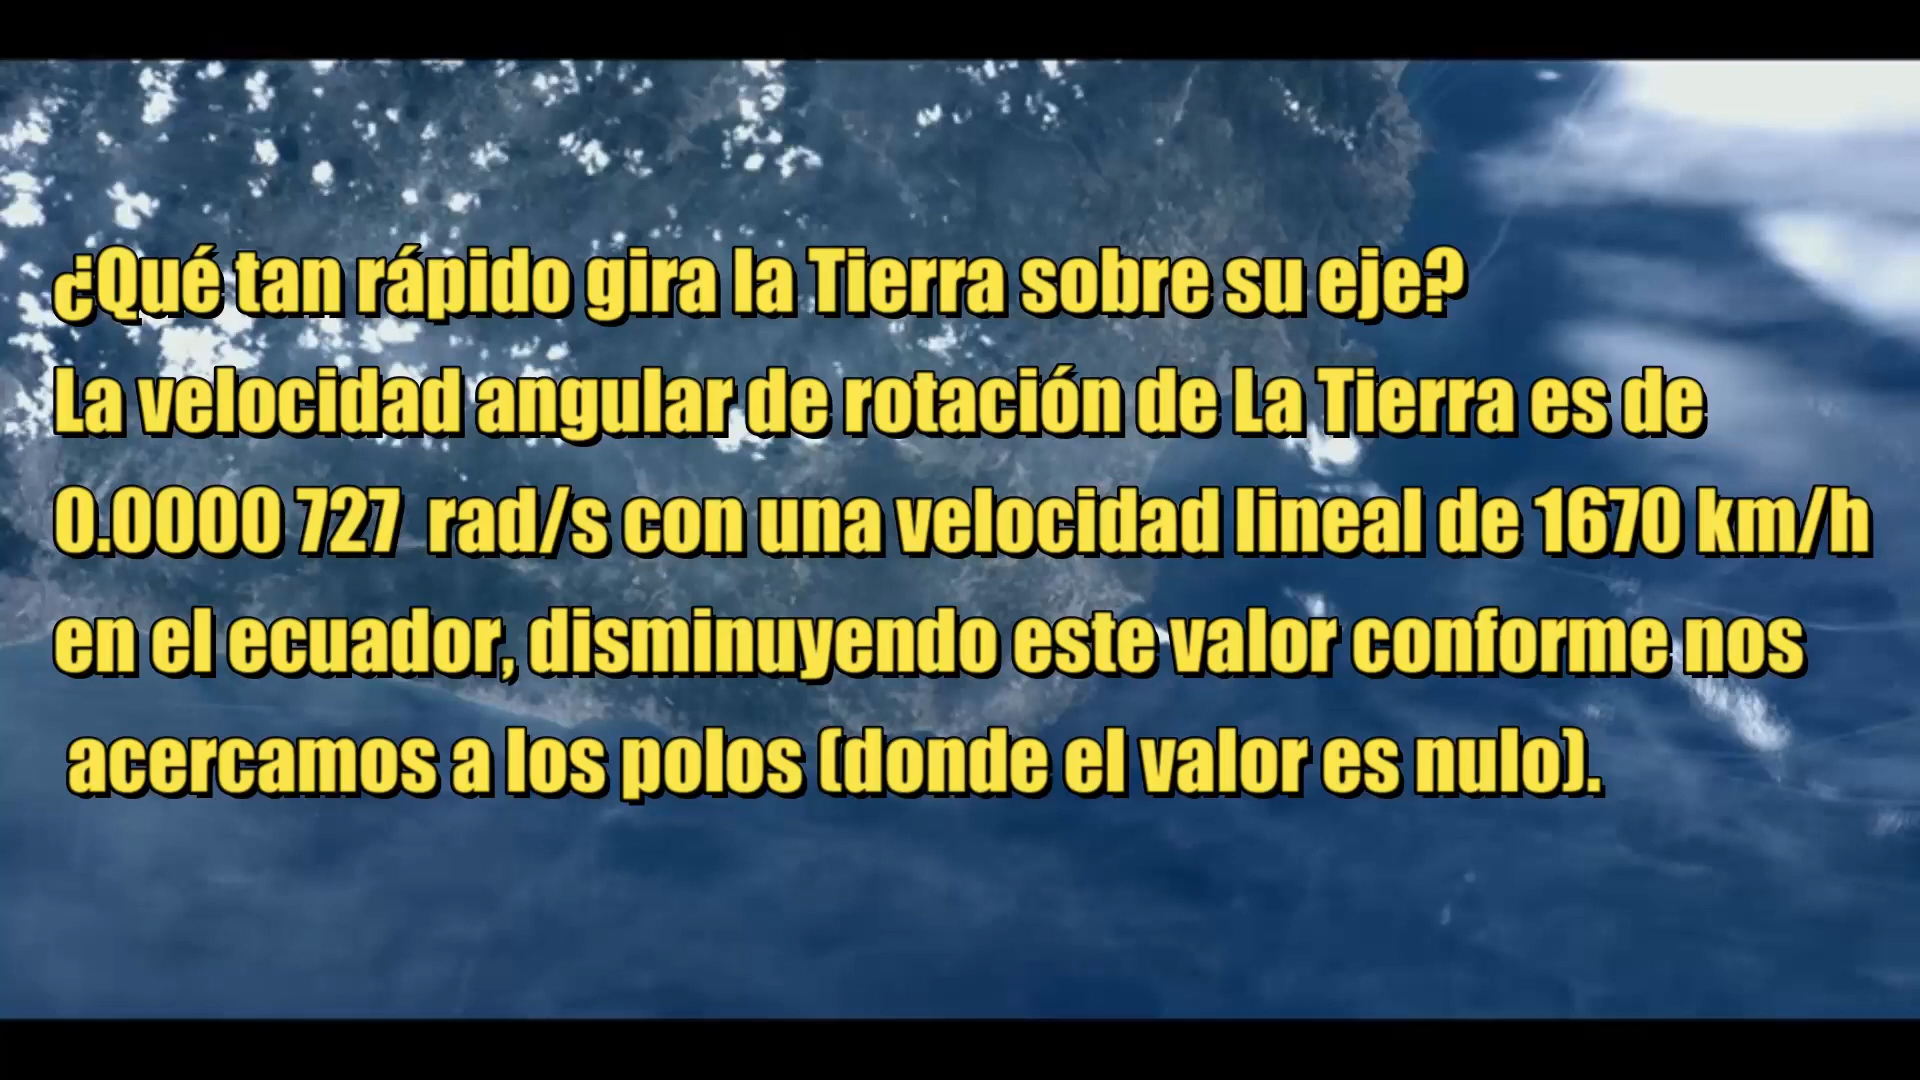 ¿Qué tan rápido gira la Tierra sobre su eje?
La velocidad angular de rotación de La Tierra es de
0.0000 727  rad/s con una velocidad lineal de 1670 km/h
en el ecuador, disminuyendo este valor conforme nos
acercamos a los polos (donde el valor es nulo).